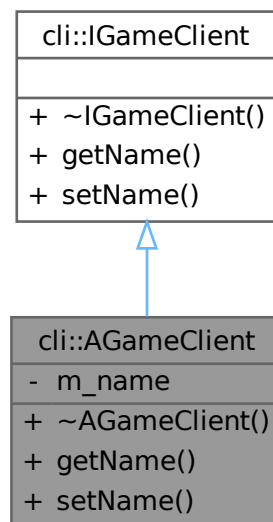 cli::IGameClient
+ ~IGameClient()
+ getName()
+ setName()
cli::AGameClient
- m_name
+ ~AGameClient()
+ getName()
+ setName()